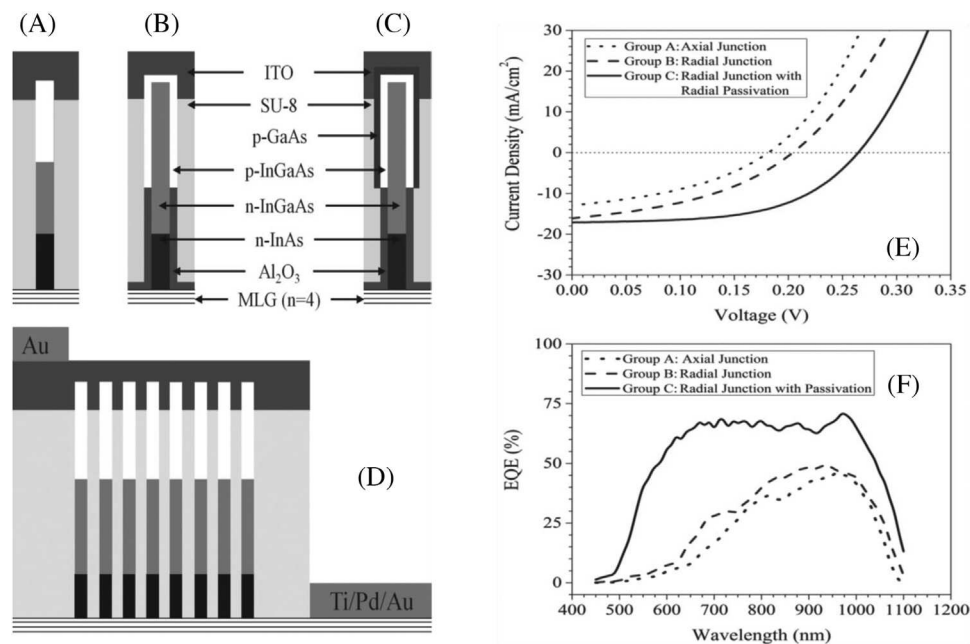 (A)
(B)
(C)
ITO
SU-8
p-GaAs
p-InGaAs
n-InGaAs
n-InAs
Al₂O₃
MLG (n=4)
Au
(D)
Ti/Pd/Au
Group A: Axial Junction
Group B: Radial Junction
Group C: Radial Junction with
Radial Passivation
Current Density (mA/cm²)
30
20
10
0
-10
-20
-30
0.00 0.05 0.10 0.15 0.20 0.25 0.30 0.35
Voltage (V)
(E)
Group A: Axial Junction
Group B: Radial Junction
Group C: Radial Junction with Passivation
(F)
EQE (%)
100
75
50
25
0
400 500 600 700 800 900 1000 1100 1200
Wavelength (nm)